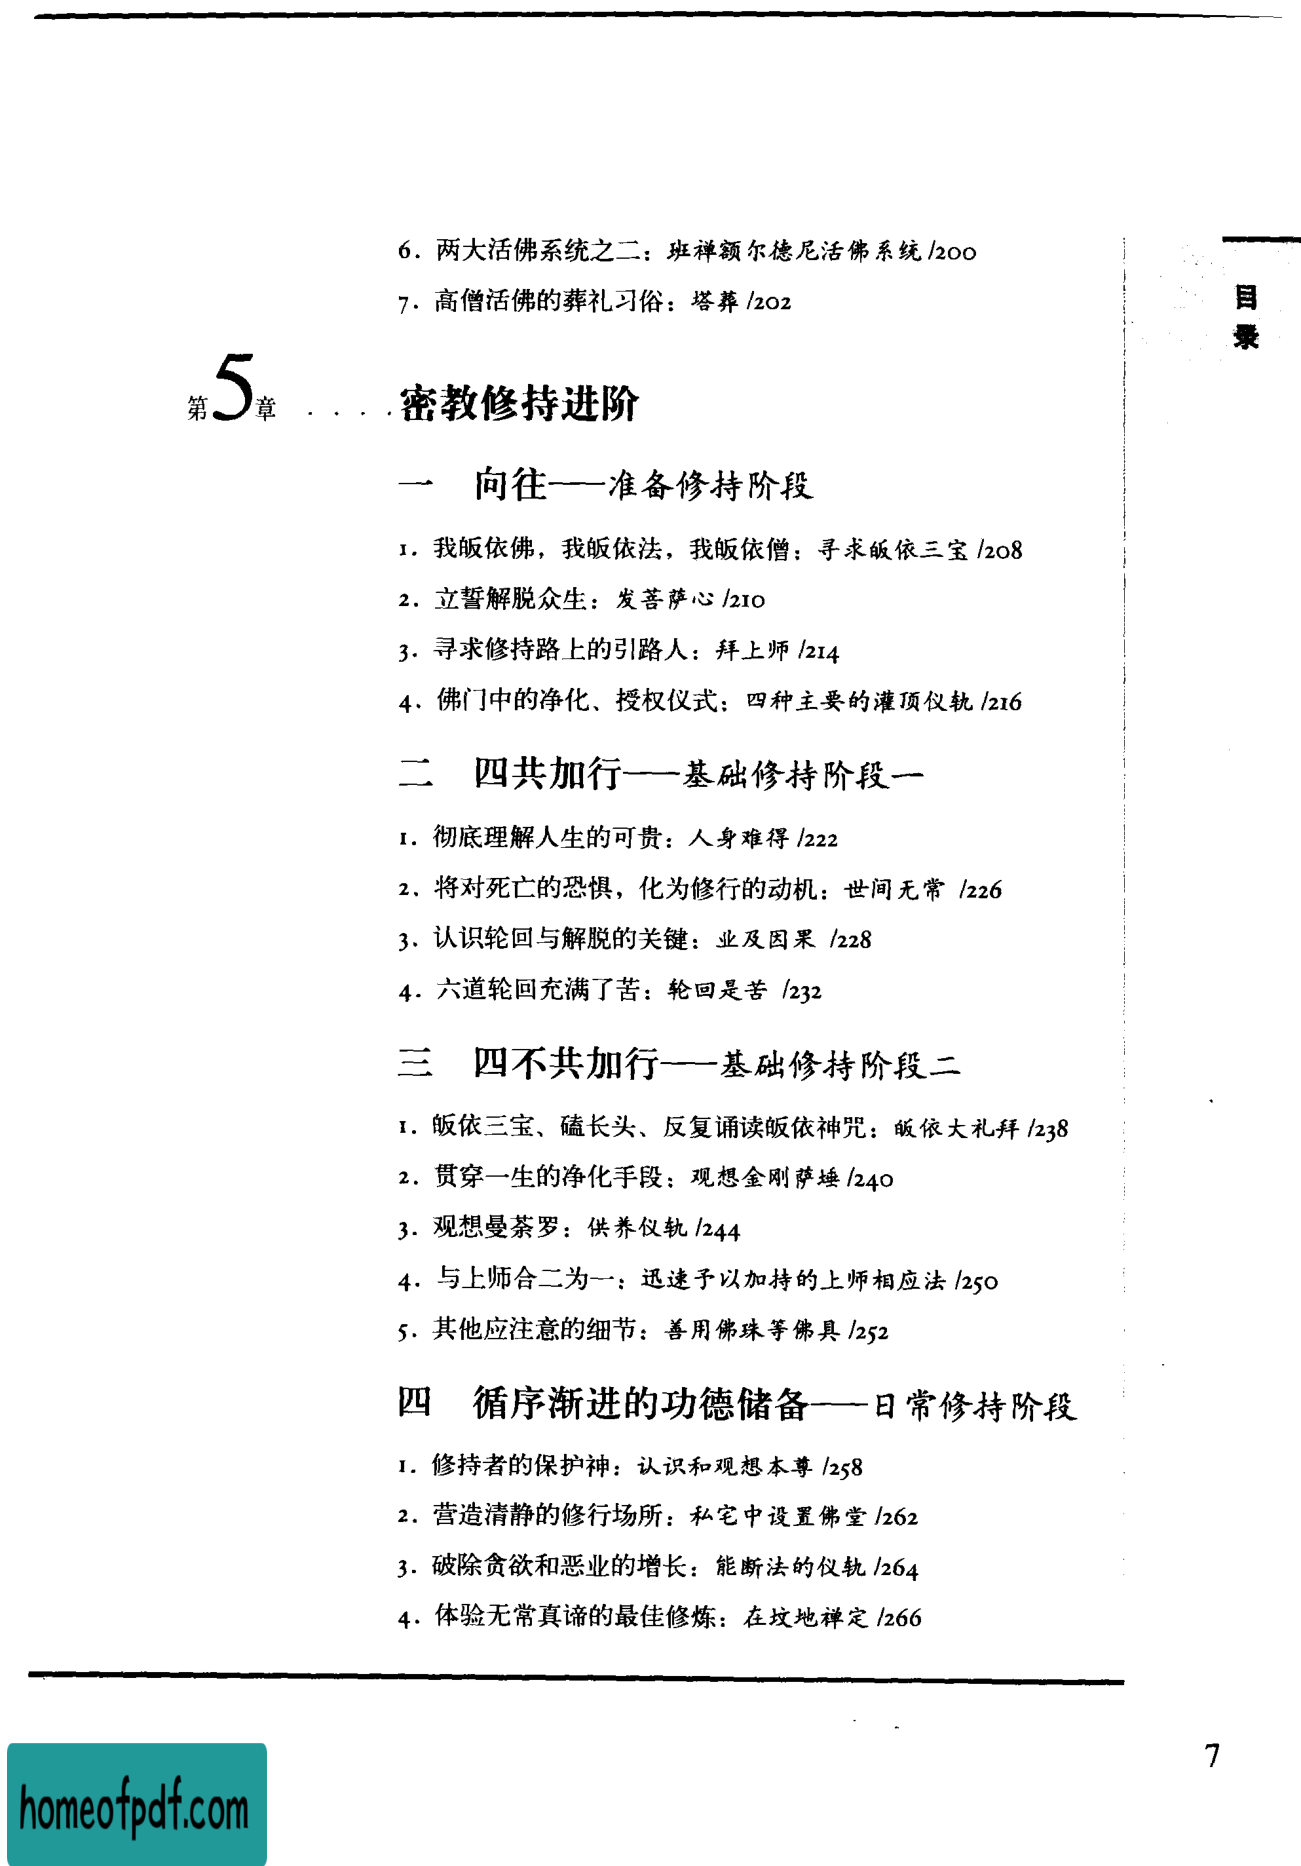 6. 两大活佛系统之二：班禅额尔德尼活佛系统 /200
7. 高僧活佛的葬礼习俗：塔葬 /202
目录
第5章 ....密教修持进阶
一 向往——准备修持阶段
1. 我皈依佛，我皈依法，我皈依僧：寻求皈依三宝 /208
2. 立誓解脱众生：发菩萨心 /210
3. 寻求修持路上的引路人：拜上师 /214
4. 佛门中的净化、授权仪式：四种主要的灌顶仪轨 /216
二 四共加行——基础修持阶段一
1. 彻底理解人生的可贵：人身难得 /222
2. 将对死亡的恐惧，化为修行的动机：世间无常 /226
3. 认识轮回与解脱的关键：业及因果 /228
4. 六道轮回充满了苦：轮回是苦 /232
三 四不共加行——基础修持阶段二
1. 皈依三宝、磕长头、反复诵读皈依神咒：皈依大礼拜 /238
2. 贯穿一生的净化手段：观想金刚萨埵 /240
3. 观想曼荼罗：供养仪轨 /244
4. 与上师合二为一：迅速予以加持的上师相应法 /250
5. 其他应注意的细节：善用佛珠等佛具 /252
四 循序渐进的功德储备——日常修持阶段
1. 修持者的保护神：认识和观想本尊 /258
2. 营造清静的修行场所：私宅中设置佛堂 /262
3. 破除贪欲和恶业的增长：能断法的仪轨 /264
4. 体验无常真谛的最佳修炼：在坟地禅定 /266
7
homeofpdf.com